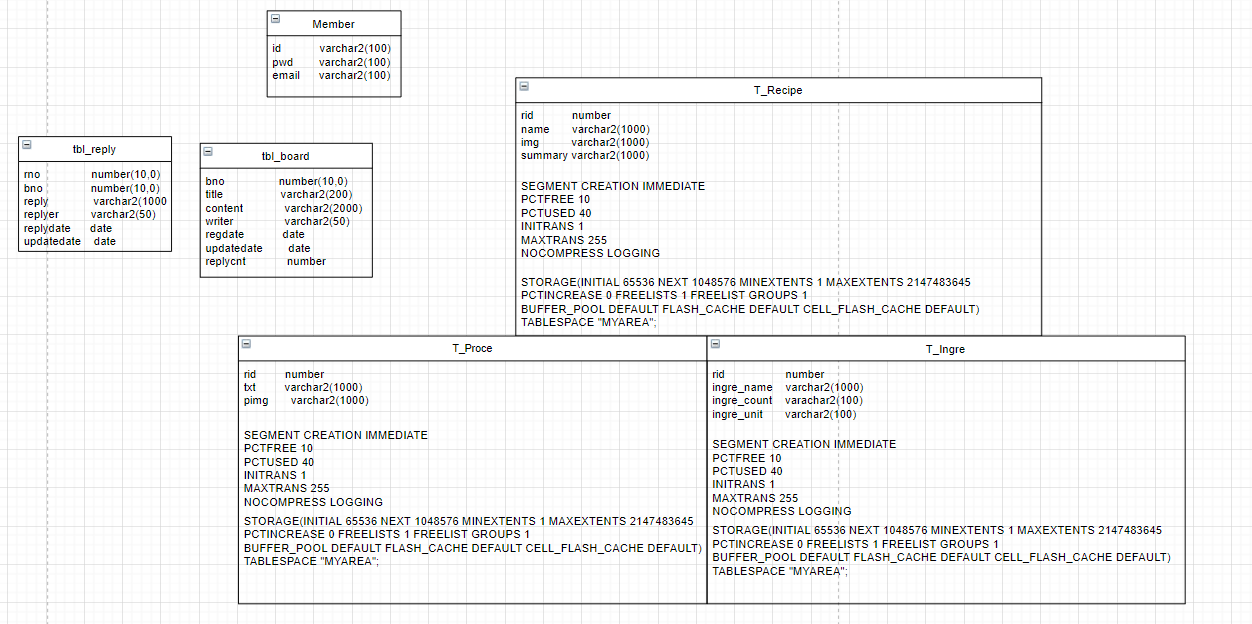 Member
id varchar2(100)
pwd varchar2(100)
email varchar2(100)
T_Recipe
rid number
name varchar2(1000)
img varchar2(1000)
summary varchar2(1000)
SEGMENT CREATION IMMEDIATE
PCTFREE 10
PCTUSED 40
INITRANS 1
MAXTRANS 255
NOCOMPRESS LOGGING
STORAGE(INITIAL 65536 NEXT 1048576 MINEXTENTS 1 MAXEXTENTS 2147483645
PCTINCREASE 0 FREELISTS 1 FREELIST GROUPS 1
BUFFER_POOL DEFAULT FLASH_CACHE DEFAULT CELL_FLASH_CACHE DEFAULT)
TABLESPACE "MYAREA";
tbl_reply
rno number(10,0)
bno number(10,0)
reply varchar2(1000
replyer varchar2(50)
replydate date
updatedate date
tbl_board
bno number(10,0)
title varchar2(200)
content varchar2(2000)
writer varchar2(50)
regdate date
updatedate date
replycnt number
T_Proce
rid number
txt varchar2(1000)
pimg varchar2(1000)
SEGMENT CREATION IMMEDIATE
PCTFREE 10
PCTUSED 40
INITRANS 1
MAXTRANS 255
NOCOMPRESS LOGGING
STORAGE(INITIAL 65536 NEXT 1048576 MINEXTENTS 1 MAXEXTENTS 2147483645
PCTINCREASE 0 FREELISTS 1 FREELIST GROUPS 1
BUFFER_POOL DEFAULT FLASH_CACHE DEFAULT CELL_FLASH_CACHE DEFAULT)
TABLESPACE "MYAREA";
T_Ingre
rid number
ingre_name varchar2(1000)
ingre_count varachar2(100)
ingre_unit varchar2(100)
SEGMENT CREATION IMMEDIATE
PCTFREE 10
PCTUSED 40
INITRANS 1
MAXTRANS 255
NOCOMPRESS LOGGING
STORAGE(INITIAL 65536 NEXT 1048576 MINEXTENTS 1 MAXEXTENTS 2147483645
PCTINCREASE 0 FREELISTS 1 FREELIST GROUPS 1
BUFFER_POOL DEFAULT FLASH_CACHE DEFAULT CELL_FLASH_CACHE DEFAULT)
TABLESPACE "MYAREA";